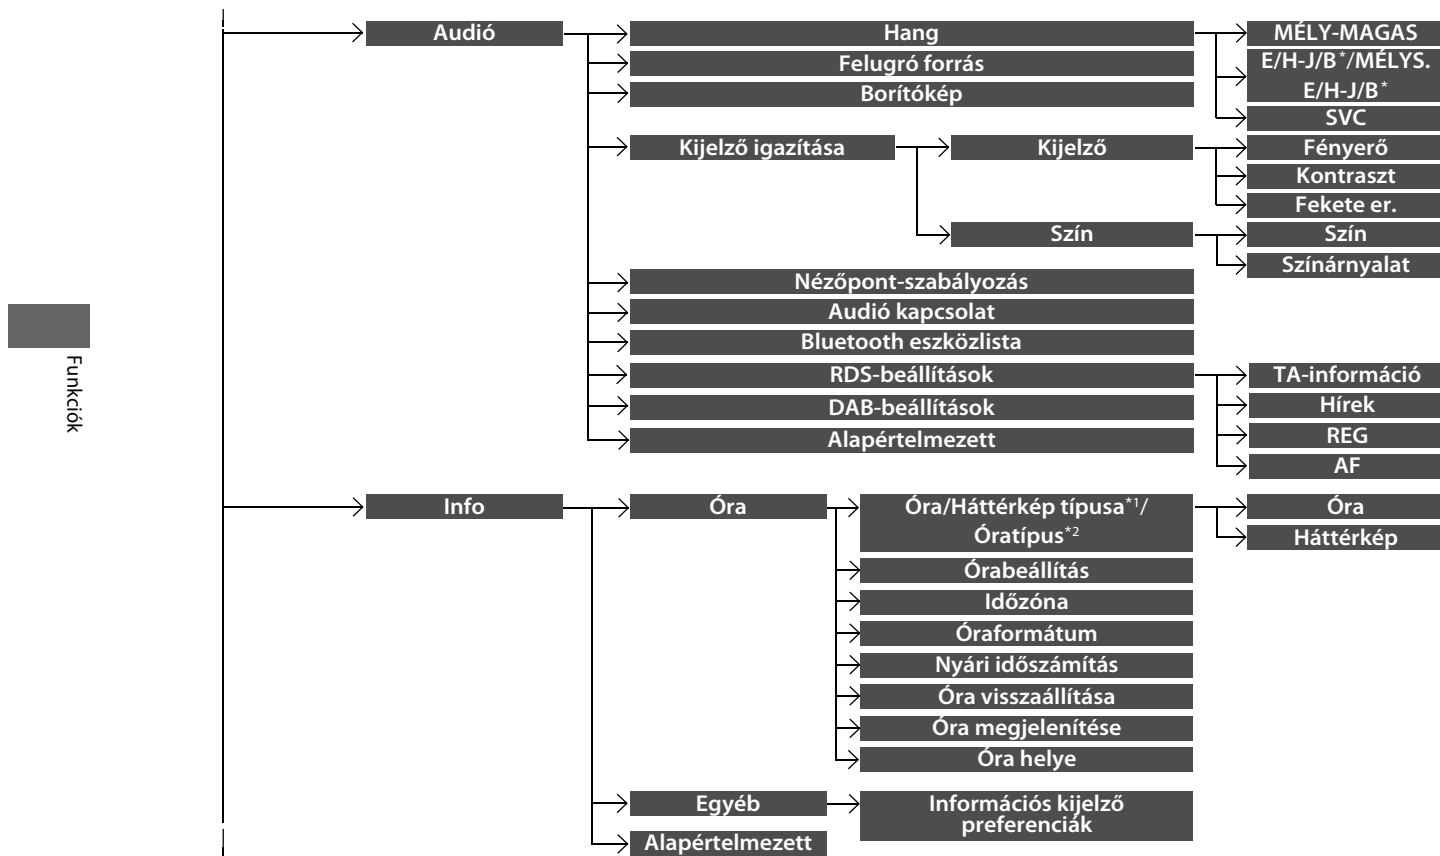 Audió
Hang
MÉLY-MAGAS
E/H-J/B*/MÉLYS.
E/H-J/B*
SVC
Felugró forrás
Borítókép
Kijelző igazítása
Kijelző
Fényerő
Kontraszt
Fekete er.
Szín
Szín
Színárnyalat
Nézőpont-szabályozás
Audió kapcsolat
Bluetooth eszközlista
RDS-beállítások
TA-információ
Hírek
REG
AF
DAB-beállítások
Alapértelmezett
Info
Óra
Óra/Háttérkép típusa*1/
Óratípus*2
Óra
Háttérkép
Órabeállítás
Időzóna
Óraformátum
Nyári időszámítás
Óra visszaállítása
Óra megjelenítése
Óra helye
Egyéb
Információs kijelző
preferenciák
Alapértelmezett
Funkciók